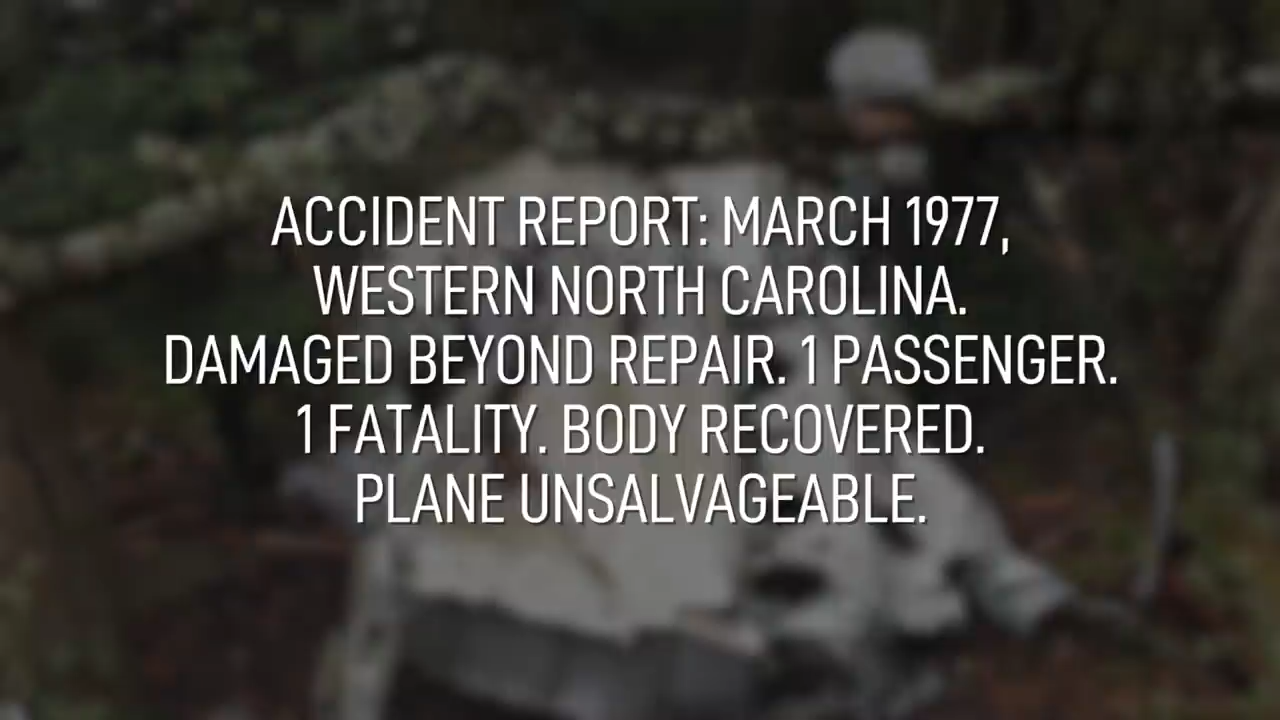 ACCIDENT REPORT: MARCH 1977,
WESTERN NORTH CAROLINA.
DAMAGED BEYOND REPAIR. 1 PASSENGER.
1 FATALITY. BODY RECOVERED.
PLANE UNSALVAGEABLE.